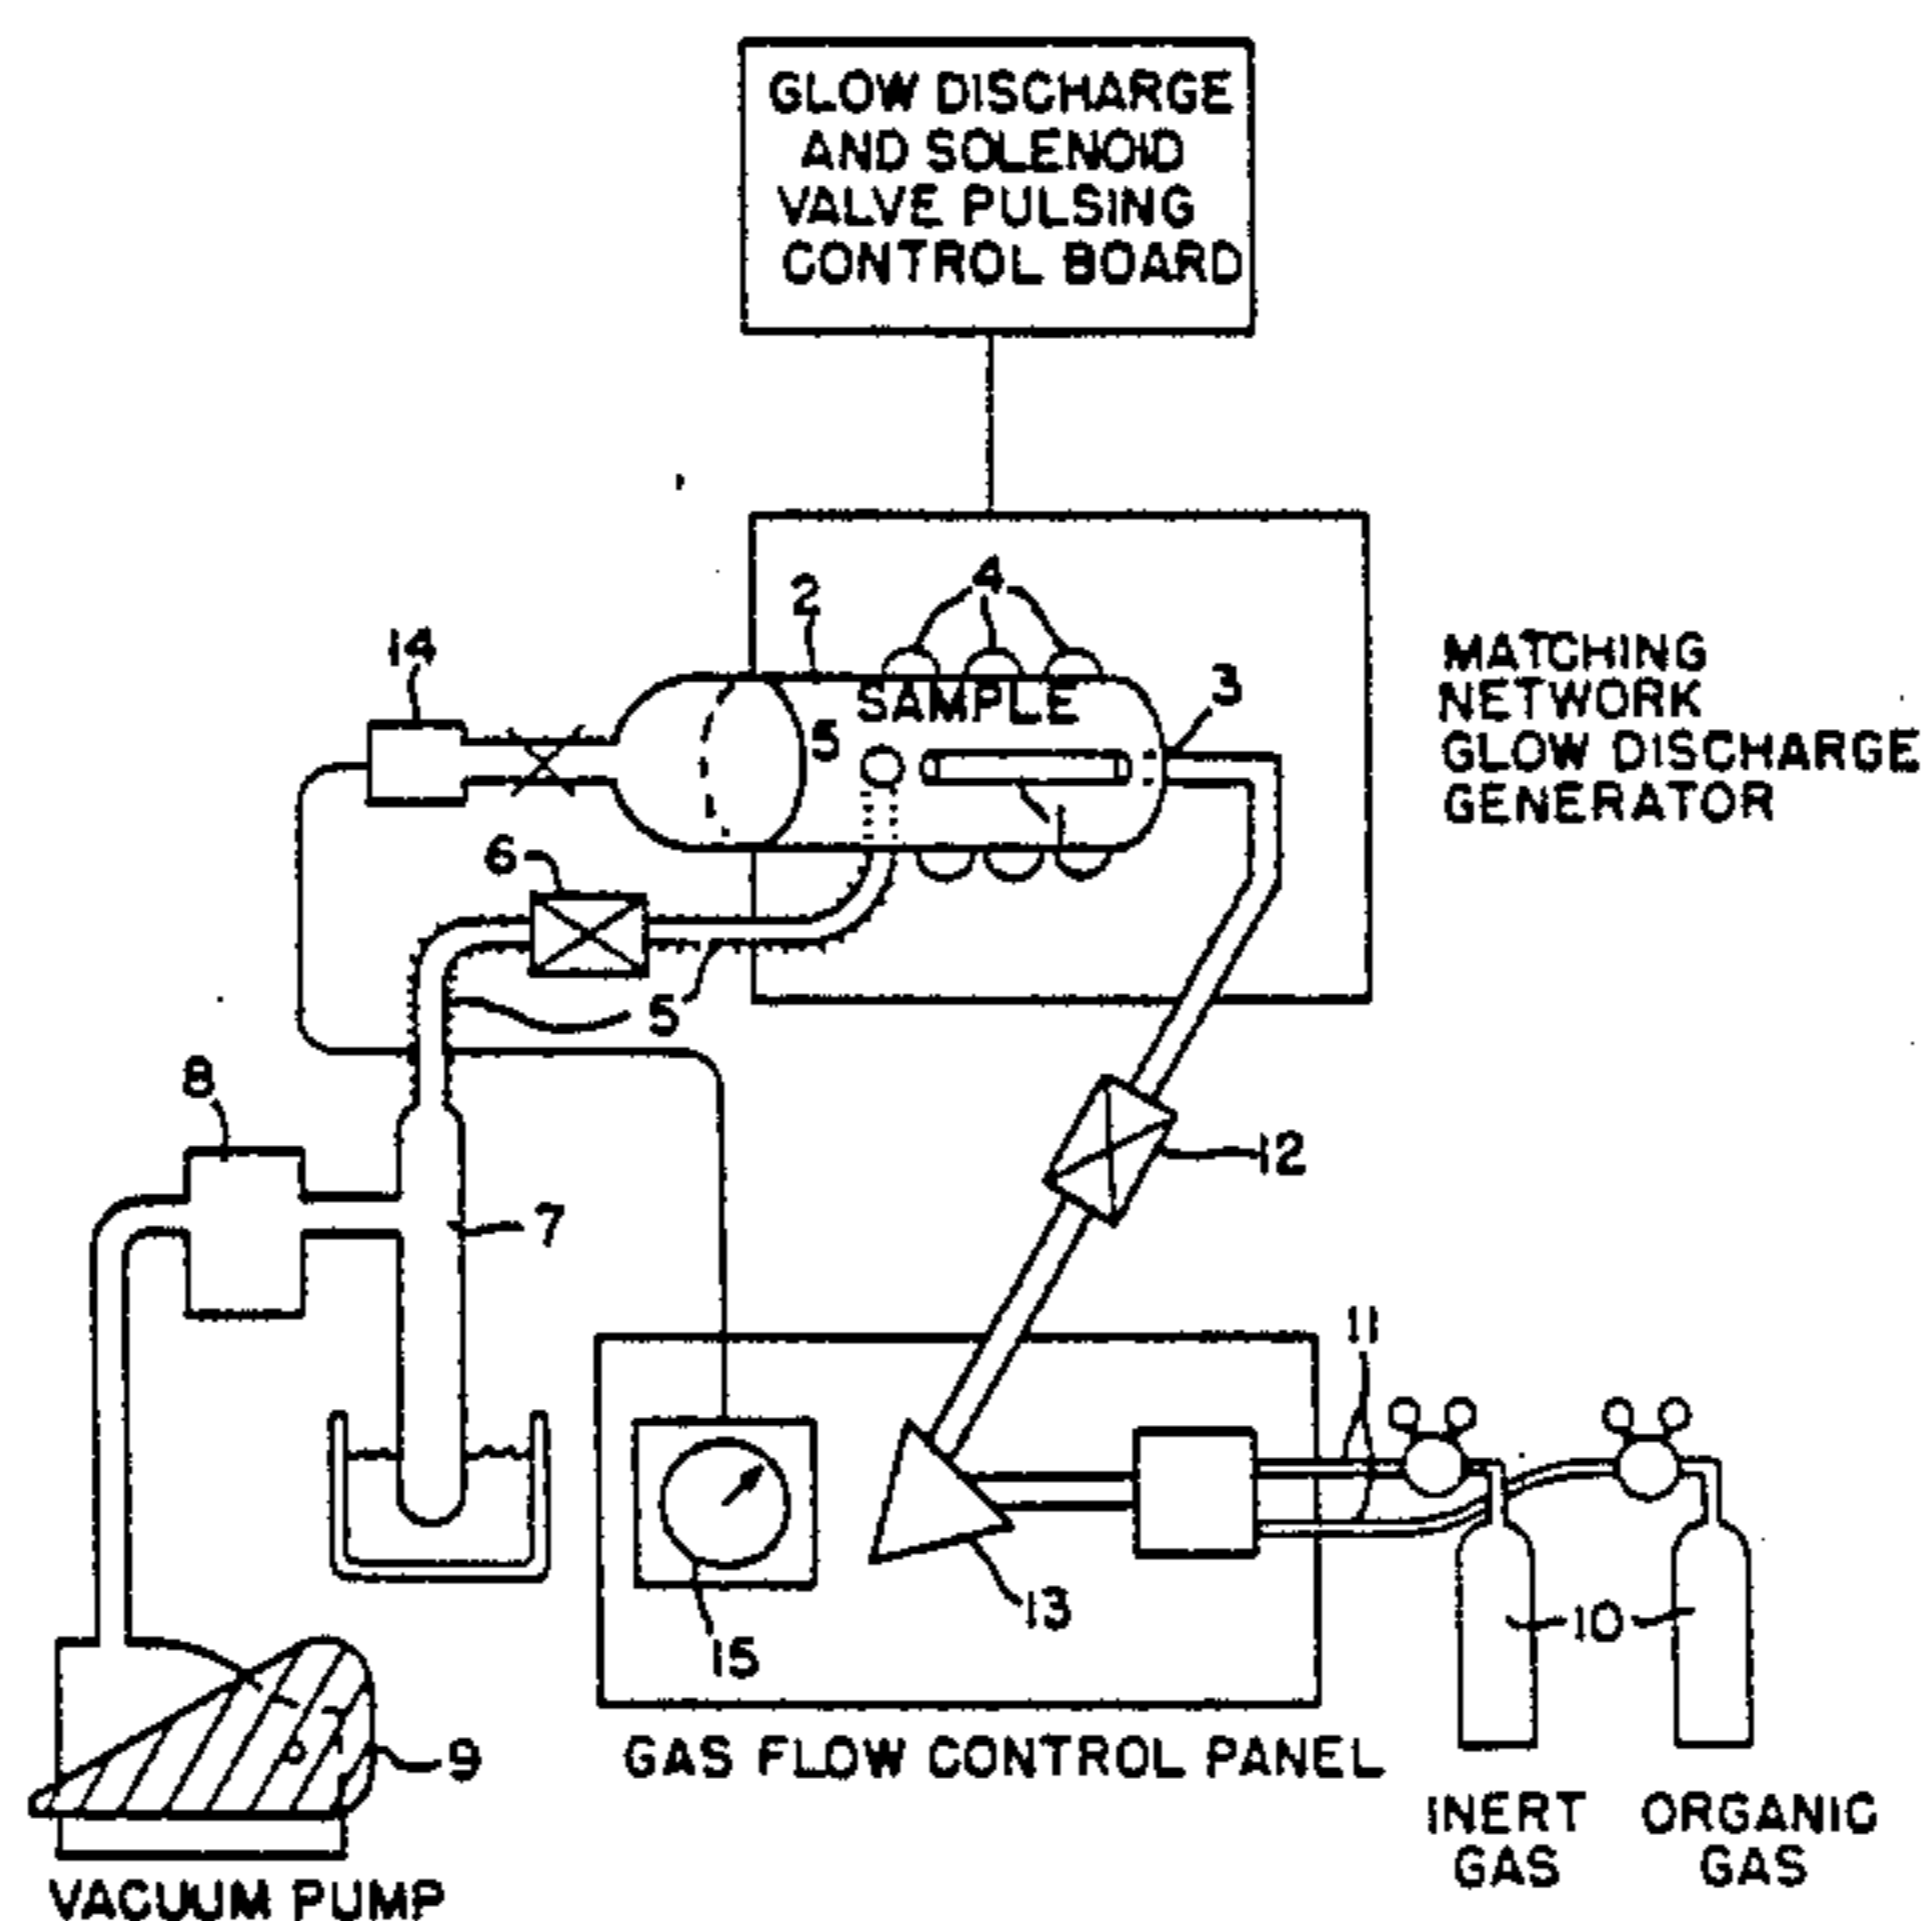 GLOW DISCHARGE
AND SOLENOID
VALVE PULSING
CONTROL BOARD
4
2
14
3
SAMPLE
5
1
MATCHING
NETWORK
GLOW DISCHARGE
GENERATOR
6
5
8
12
7
11
13
10
15
9
GAS FLOW CONTROL PANEL
INERT
GAS
ORGANIC
GAS
VACUUM PUMP